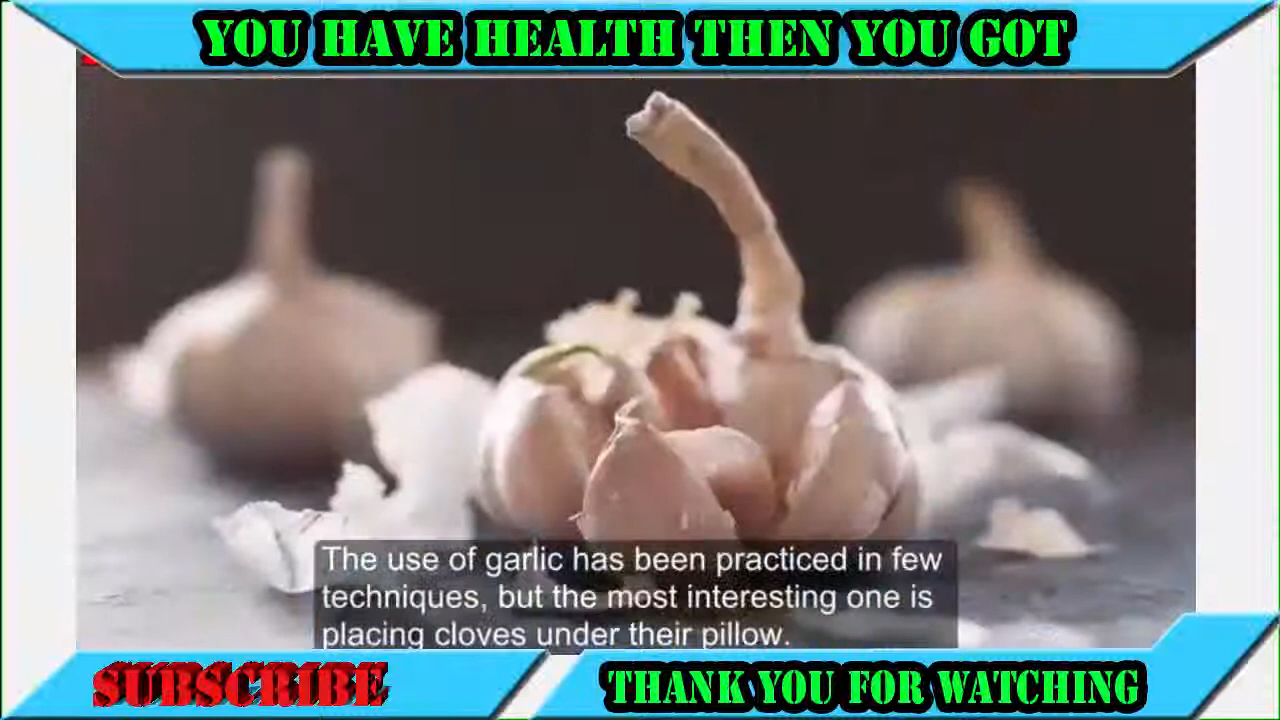 YOU HAVE HEALTH THEN YOU GOT
The use of garlic has been practiced in few
techniques, but the most interesting one is
placing cloves under their pillow.
SUBSCRIBE
THANK YOU FOR WATCHING